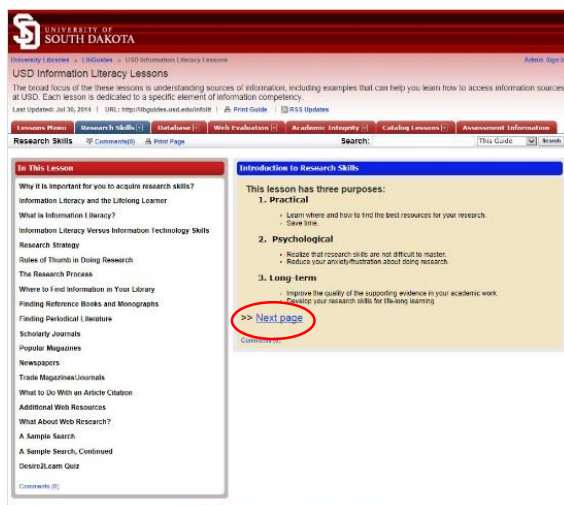 UNIVERSITY OF
SOUTH DAKOTA
University Libraries » LibGuides » USD Information Literacy Lessons
Admin Sign In
USD Information Literacy Lessons
The broad focus of the these lessons is understanding sources of information, including examples that can help you learn how to access information sources
at USD. Each lesson is dedicated to a specific element of information competency.
Last Updated: Jul 30, 2014 | URL: http://libguides.usd.edu/infolit | Print Guide | RSS Updates
Lessons Menu Research Skills Database Web Evaluation Academic Integrity Catalog Lessons Assessment Information
Research Skills Comments(0) Print Page Search: This Guide Search
In This Lesson
Why it is important for you to acquire research skills?
Information Literacy and the Lifelong Learner
What is Information Literacy?
Information Literacy Versus Information Technology Skills
Research Strategy
Rules of Thumb in Doing Research
The Research Process
Where to Find Information in Your Library
Finding Reference Books and Monographs
Finding Periodical Literature
Scholarly Journals
Popular Magazines
Newspapers
Trade Magazines/Journals
What to Do With an Article Citation
Additional Web Resources
What About Web Research?
A Sample Search
A Sample Search, Continued
Desire2Learn Quiz
Comments (0)
Introduction to Research Skills
This lesson has three purposes:
1. Practical
- Learn where and how to find the best resources for your research.
- Save time.
2. Psychological
- Realize that research skills are not difficult to master.
- Reduce your anxiety/frustration about doing research.
3. Long-term
- Improve the quality of the supporting evidence in your academic work.
- Develop your research skills for life-long learning
>> Next page
Comments (0)